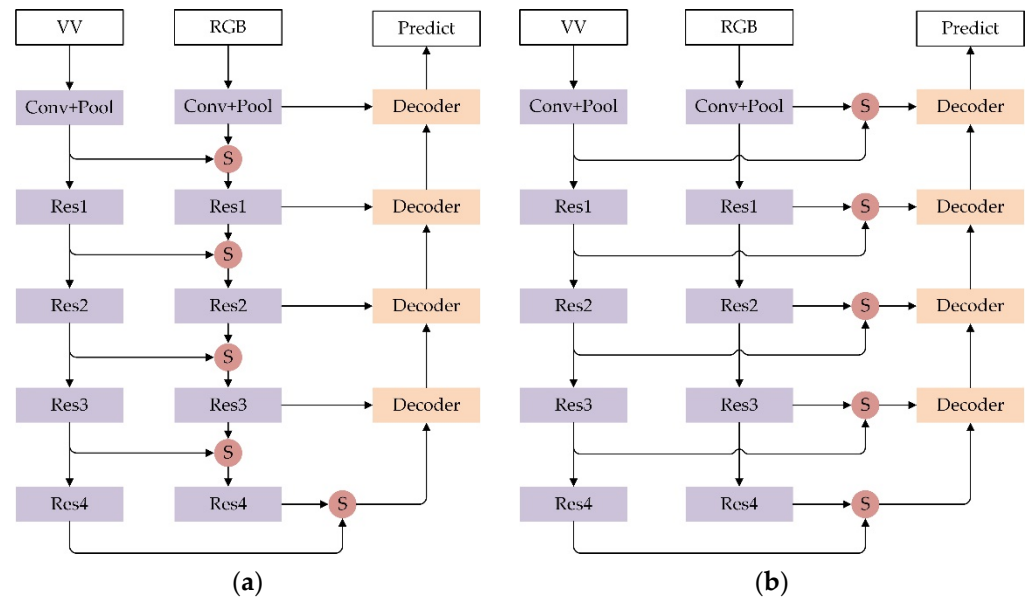 VV RGB Predict VV RGB Predict
Conv+Pool Conv+Pool Decoder Conv+Pool Conv+Pool S Decoder
S
Res1 Res1 Decoder Res1 Res1 S Decoder
S
Res2 Res2 Decoder Res2 Res2 S Decoder
S
Res3 Res3 Decoder Res3 Res3 S Decoder
S
Res4 Res4 S Res4 Res4 S
(a) (b)